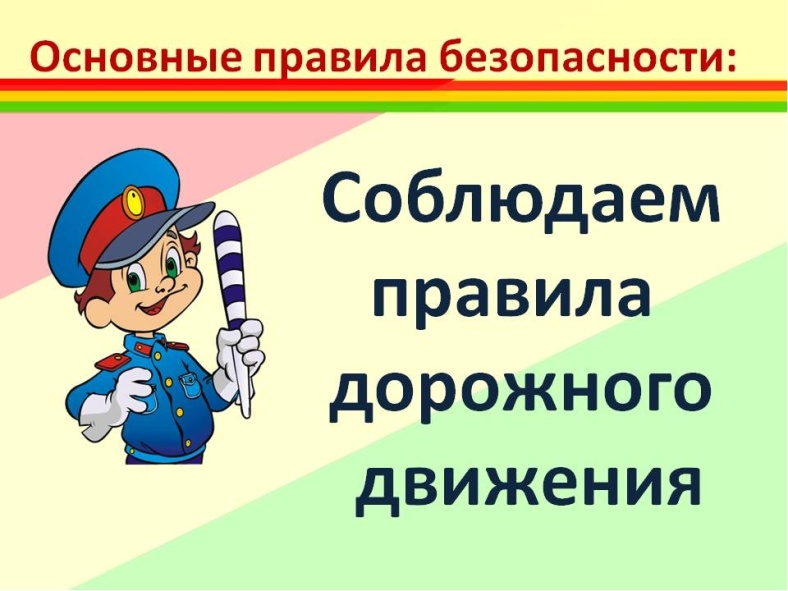 Основные правила безопасности:
Соблюдаем
правила
дорожного
движения